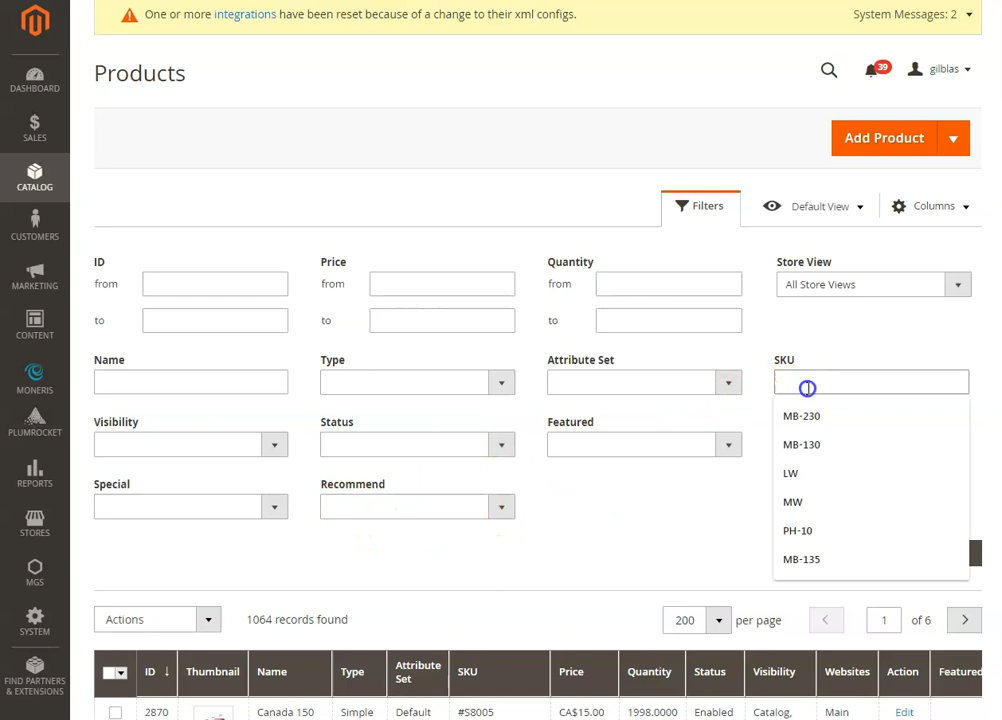 One or more integrations have been reset because of a change to their xml configs.
System Messages: 2
Products
39
gilblas
DASHBOARD
SALES
CATALOG
CUSTOMERS
MARKETING
CONTENT
MONERIS
PLUMROCKET
REPORTS
STORES
MGS
SYSTEM
FIND PARTNERS
& EXTENSIONS
Add Product
Filters
Default View
Columns
ID
Price
Quantity
Store View
from
from
from
All Store Views
to
to
to
Name
Type
Attribute Set
SKU
MB-230
MB-130
LW
MW
PH-10
MB-135
Visibility
Status
Featured
Special
Recommend
Actions
1064 records found
200
per page
1
of 6
ID
Thumbnail
Name
Type
Attribute
Set
SKU
Price
Quantity
Status
Visibility
Websites
Action
Featured
2870
Canada 150
Simple
Default
#S8005
CA$15.00
1998.0000
Enabled
Catalog,
Main
Edit